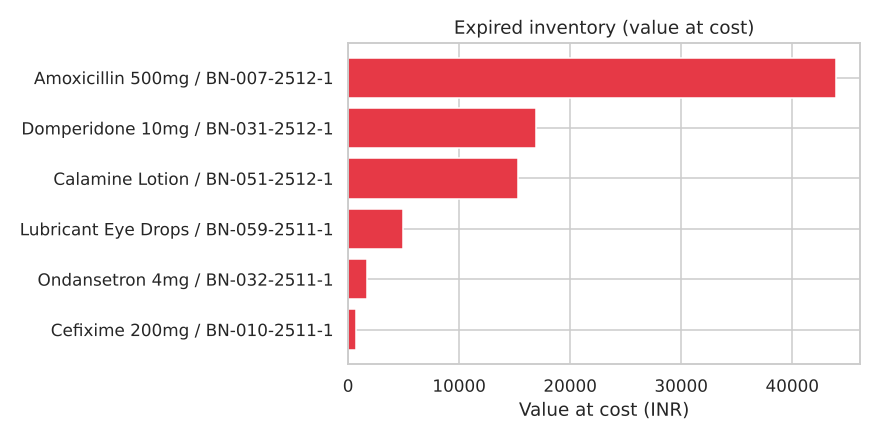 Expired inventory (value at cost)
Amoxicillin 500mg / BN-007-2512-1
Domperidone 10mg / BN-031-2512-1
Calamine Lotion / BN-051-2512-1
Lubricant Eye Drops / BN-059-2511-1
Ondansetron 4mg / BN-032-2511-1
Cefixime 200mg / BN-010-2511-1
0 10000 20000 30000 40000
Value at cost (INR)